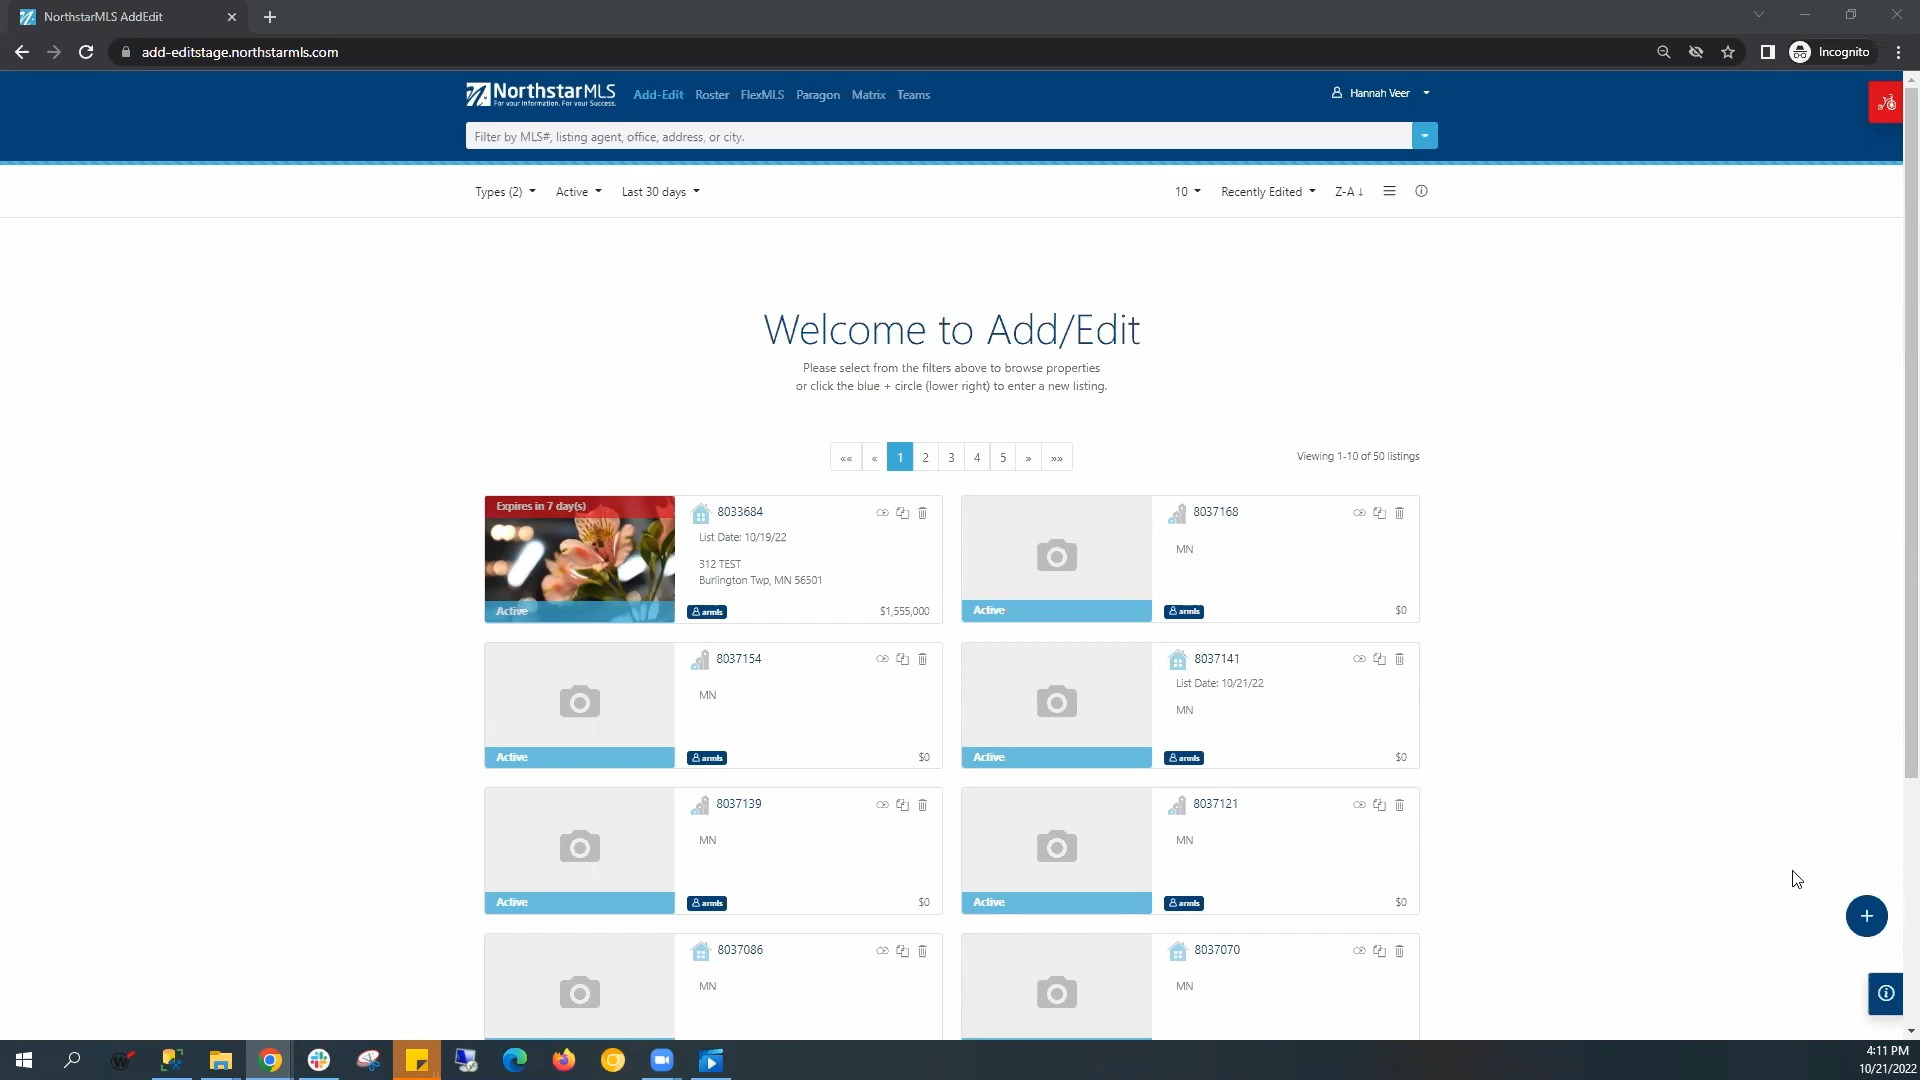 NorthstarMLS AddEdit
add-editstage.northstarmls.com
Incognito
NorthstarMLS
For your Information. For your Success.
Add-Edit Roster FlexMLS Paragon Matrix Teams
Hannah Veer
Filter by MLS#, listing agent, office, address, or city.
Types (2) Active Last 30 days
10 Recently Edited Z-A↓
Welcome to Add/Edit
Please select from the filters above to browse properties
or click the blue + circle (lower right) to enter a new listing.
«« « 1 2 3 4 5 » »»
Viewing 1-10 of 50 listings
Expires in 7 day(s)
Active
8033684
List Date: 10/19/22
312 TEST
Burlington Twp, MN 56501
armls
$1,555,000
Active
8037168
MN
armls
$0
Active
8037154
MN
armls
$0
Active
8037141
List Date: 10/21/22
MN
armls
$0
Active
8037139
MN
armls
$0
Active
8037121
MN
armls
$0
8037086
MN
8037070
MN
4:11 PM
10/21/2022